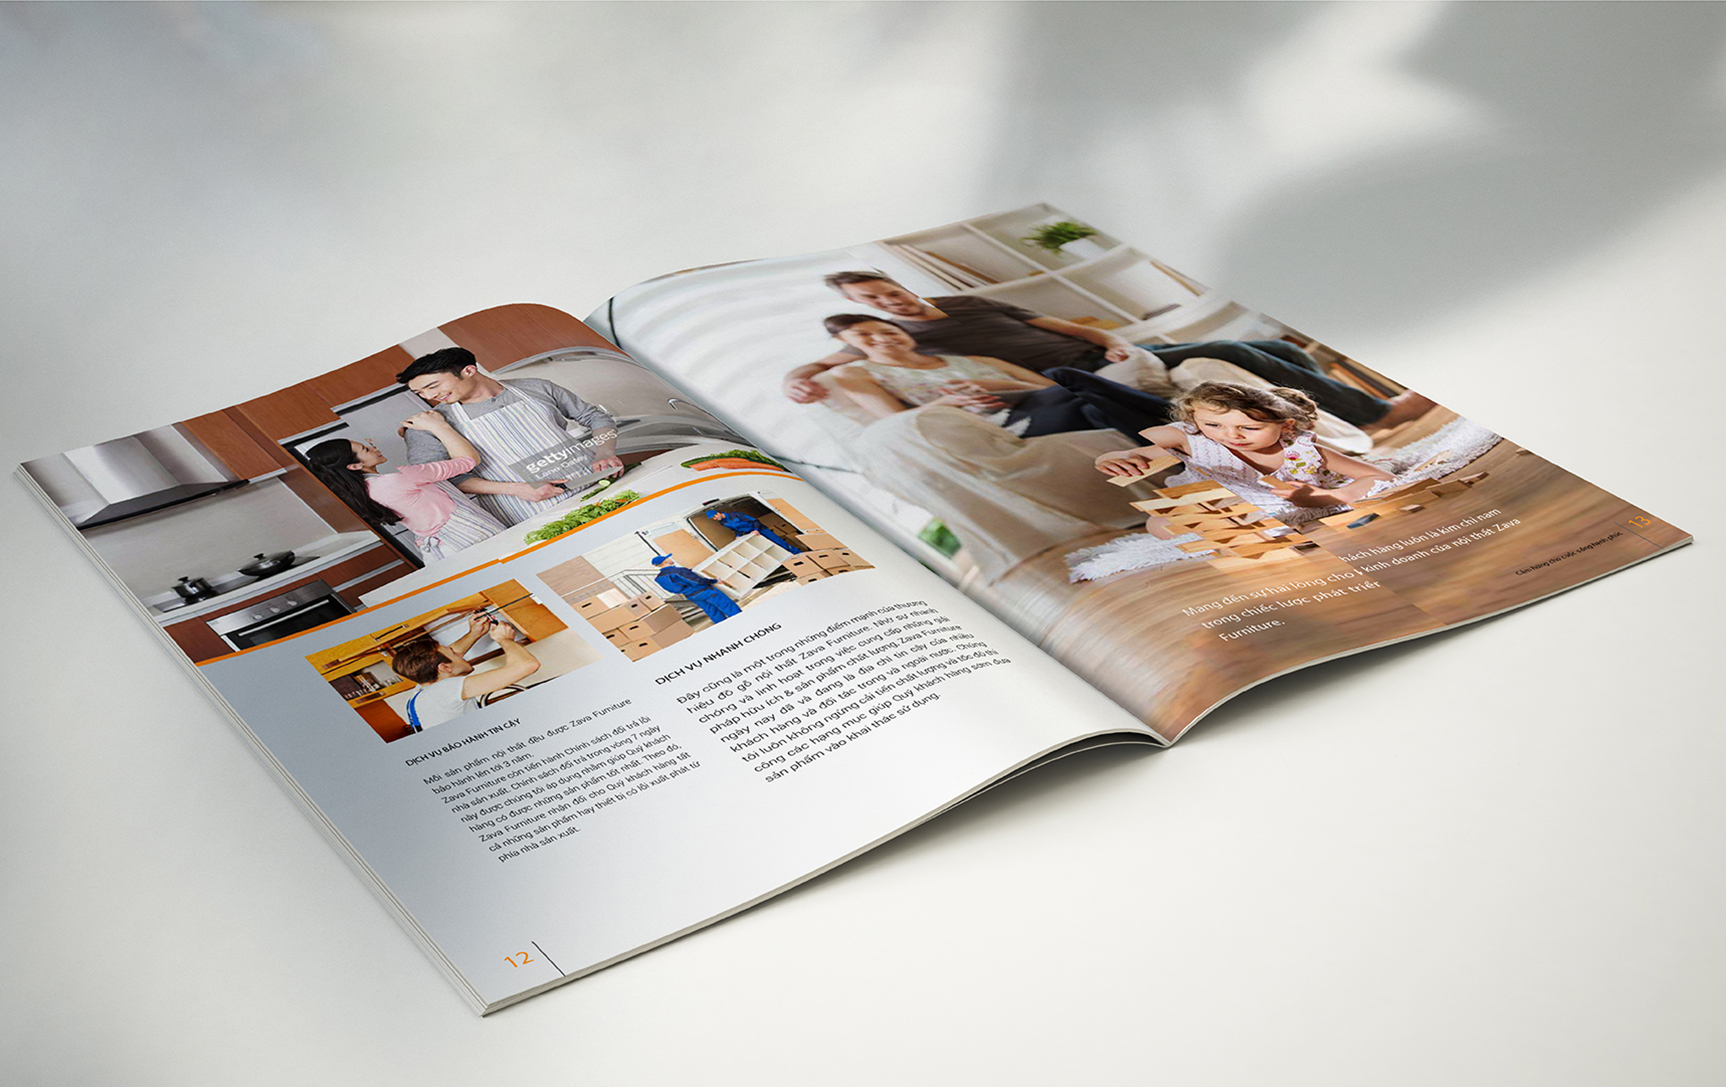 gettyimages
Lane Oatey
DỊCH VỤ BẢO HÀNH TIN CẬY
Mỗi sản phẩm nội thất đều được Zava Furniture
bảo hành lên tới 3 năm.
Zava Furniture còn tiến hành Chính sách đổi trả lỗi
nhà sản xuất. Chính sách đổi trả trong vòng 7 ngày
này được chúng tôi áp dụng nhằm giúp Quý khách
hàng có được những sản phẩm tốt nhất. Theo đó,
Zava Furniture nhận đổi cho Quý khách hàng tất
cả những sản phẩm hay thiết bị có lỗi xuất phát từ
phía nhà sản xuất.
DỊCH VỤ NHANH CHÓNG
Đây cũng là một trong những điểm mạnh của thương
hiệu đồ gỗ nội thất Zava Furniture. Nhờ sự nhanh
chóng và linh hoạt trong việc cung cấp những giải
pháp hữu ích & sản phẩm chất lượng, Zava Furniture
ngày nay đã và đang là địa chỉ tin cậy của nhiều
khách hàng và đối tác trong và ngoài nước. Chúng
tôi luôn không ngừng cải tiến chất lượng và tốc độ thi
công các hạng mục giúp Quý khách hàng sớm đưa
sản phẩm vào khai thác sử dụng.
12
Mang đến sự hài lòng cho khách hàng luôn là kim chỉ nam
trong chiếc lược phát triể kinh doanh của nội thất Zava
Furniture.
Cảm hứng cho cuộc sống hạnh phúc
13